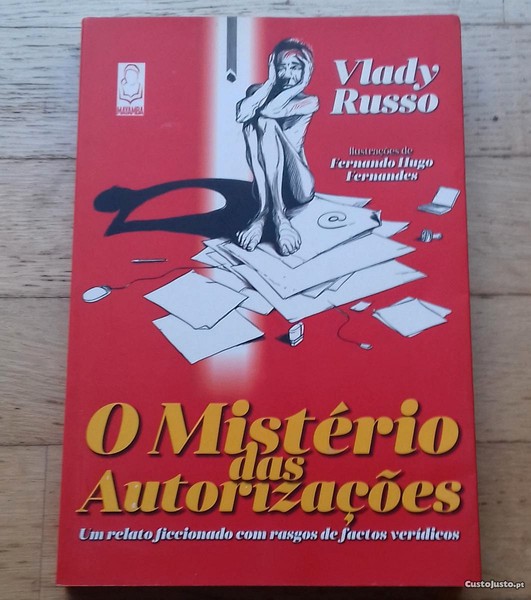 MAYAMBA
Vlady
Russo
Ilustrações de
Fernando Hugo
Fernandes
@
O Mistério
das
Autorizações
Um relato ficcionado com rasgos de factos verídicos
CustoJusto.pt